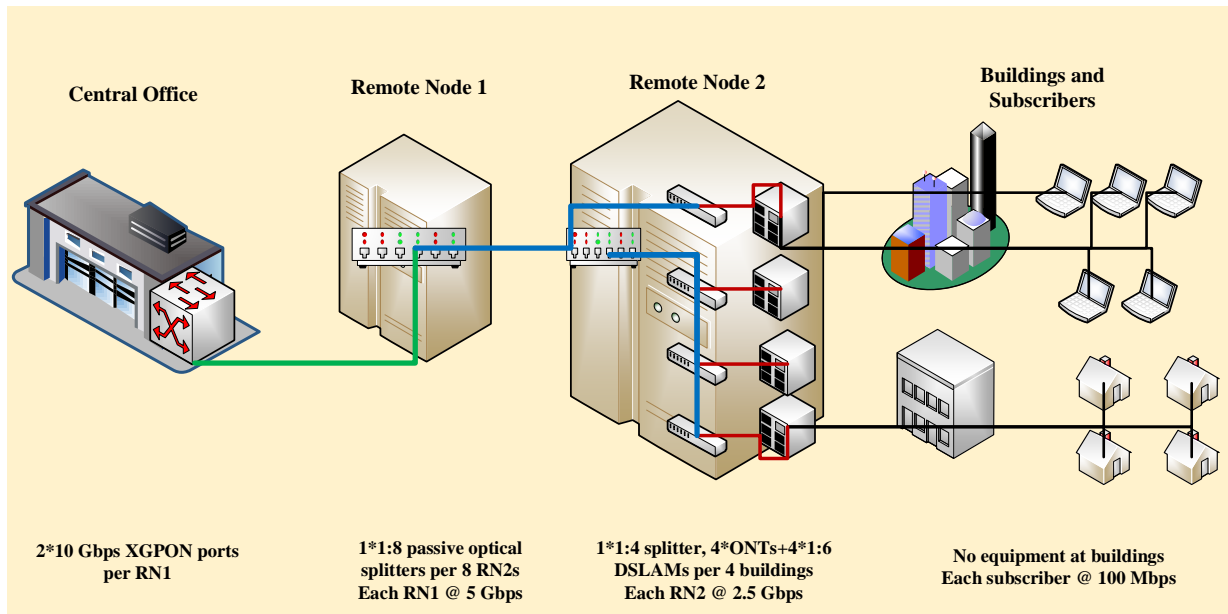 Central Office
Remote Node 1
Remote Node 2
Buildings and
Subscribers
2*10 Gbps XGPON ports
per RN1
1*1:8 passive optical
splitters per 8 RN2s
Each RN1 @ 5 Gbps
1*1:4 splitter, 4*ONTs+4*1:6
DSLAMs per 4 buildings
Each RN2 @ 2.5 Gbps
No equipment at buildings
Each subscriber @ 100 Mbps